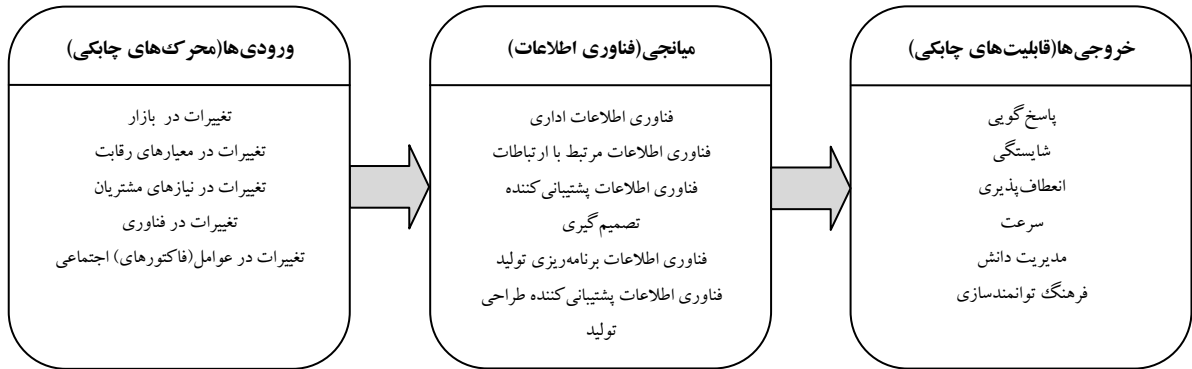 ورودی‌ها(محرک‌های چابکی)
تغییرات در بازار
تغییرات در معیارهای رقابت
تغییرات در نیازهای مشتریان
تغییرات در فناوری
تغییرات در عوامل(فاکتورهای) اجتماعی
میانجی(فناوری اطلاعات)
فناوری اطلاعات اداری
فناوری اطلاعات مرتبط با ارتباطات
فناوری اطلاعات پشتیبانی‌کننده
تصمیم‌گیری
فناوری اطلاعات برنامه‌ریزی تولید
فناوری اطلاعات پشتیبانی‌کننده طراحی
تولید
خروجی‌ها(قابلیت‌های چابکی)
پاسخ‌گویی
شایستگی
انعطاف‌پذیری
سرعت
مدیریت دانش
فرهنگ توانمندسازی